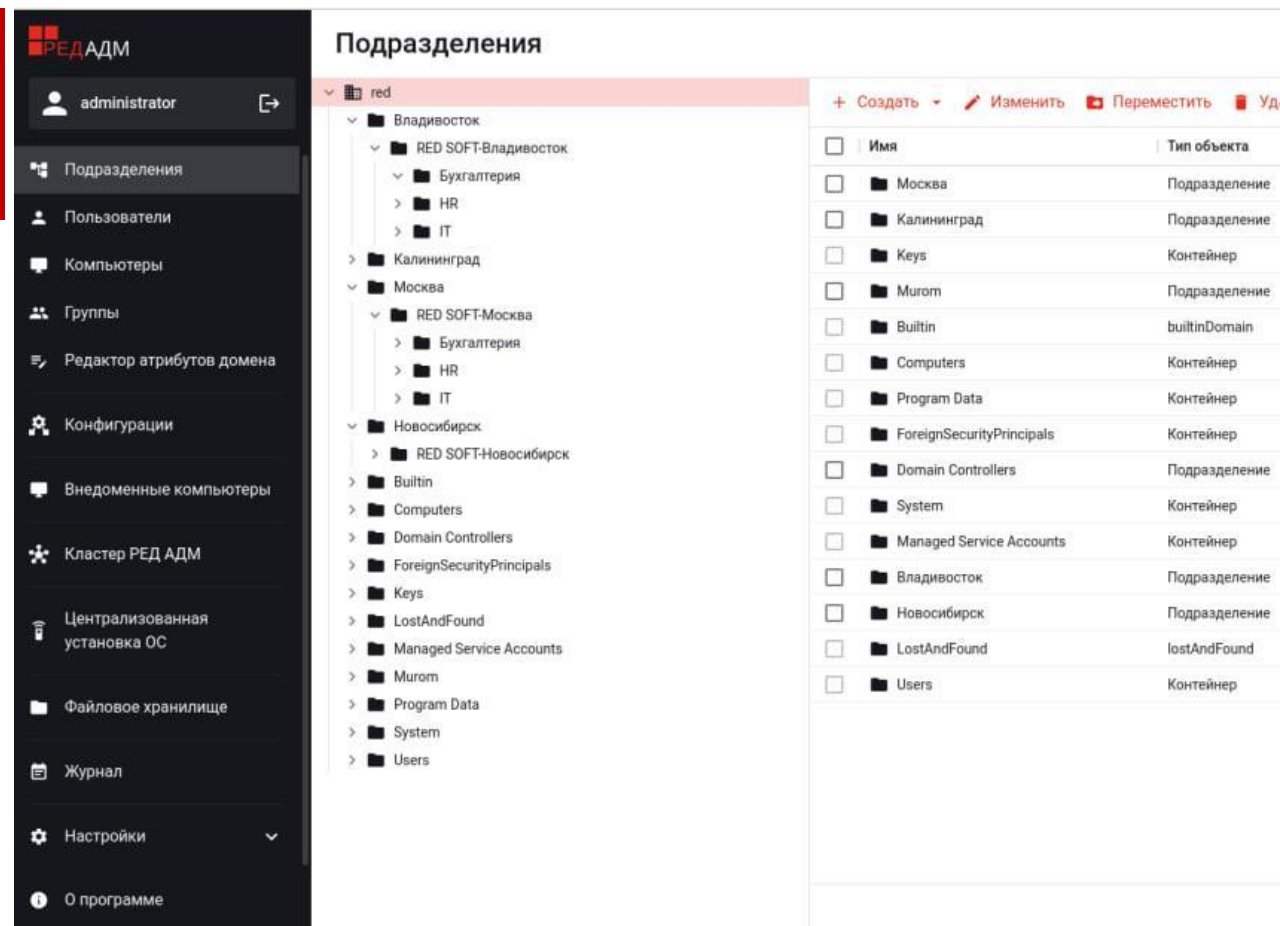 РЕД АДМ
administrator
Подразделения
Пользователи
Компьютеры
Группы
Редактор атрибутов домена
Конфигурации
Внедоменные компьютеры
Кластер РЕД АДМ
Централизованная
установка ОС
Файловое хранилище
Журнал
Настройки
О программе
Подразделения
red
Владивосток
RED SOFT-Владивосток
Бухгалтерия
HR
IT
Калининград
Москва
RED SOFT-Москва
Бухгалтерия
HR
IT
Новосибирск
RED SOFT-Новосибирск
Builtin
Computers
Domain Controllers
ForeignSecurityPrincipals
Keys
LostAndFound
Managed Service Accounts
Murom
Program Data
System
Users
+ Создать Изменить Переместить Уд
Имя Тип объекта
Москва Подразделение
Калининград Подразделение
Keys Контейнер
Murom Подразделение
Builtin builtinDomain
Computers Контейнер
Program Data Контейнер
ForeignSecurityPrincipals Контейнер
Domain Controllers Подразделение
System Контейнер
Managed Service Accounts Контейнер
Владивосток Подразделение
Новосибирск Подразделение
LostAndFound lostAndFound
Users Контейнер